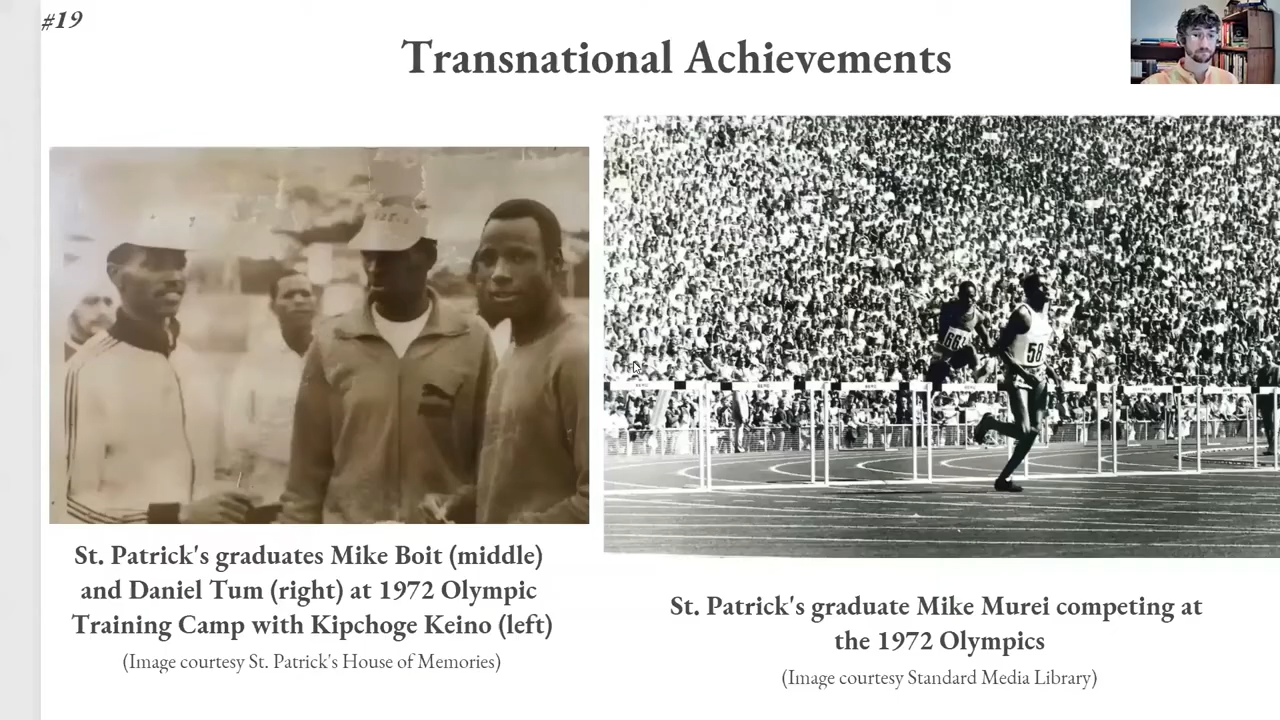 #19
Transnational Achievements
661
58
St. Patrick's graduates Mike Boit (middle)
and Daniel Tum (right) at 1972 Olympic
Training Camp with Kipchoge Keino (left)
(Image courtesy St. Patrick's House of Memories)
St. Patrick's graduate Mike Murei competing at
the 1972 Olympics
(Image courtesy Standard Media Library)